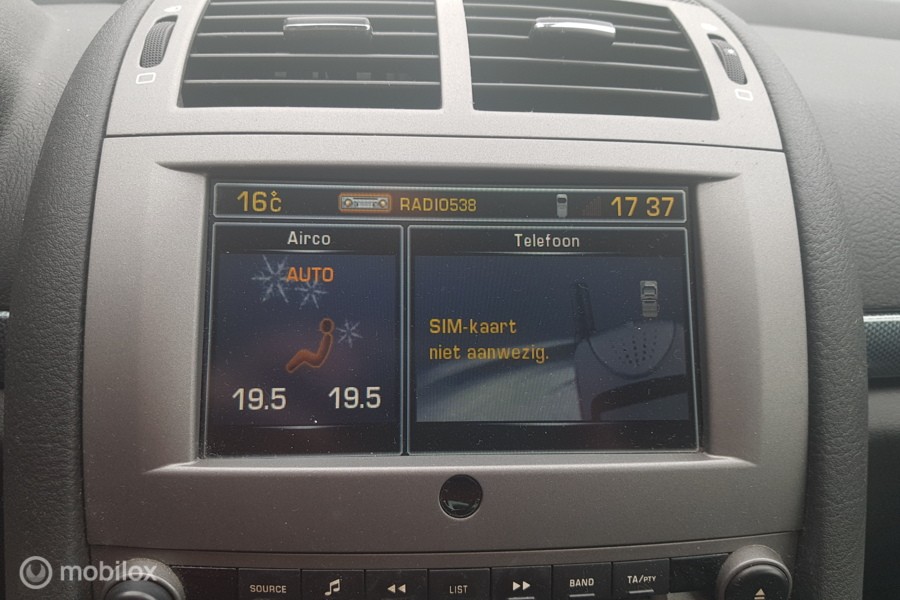 16°C RADIO538 17 37
Airco
Telefoon
AUTO
SIM-kaart
niet aanwezig.
19.5 19.5
SOURCE LIST BAND TA/PTY
mobilox